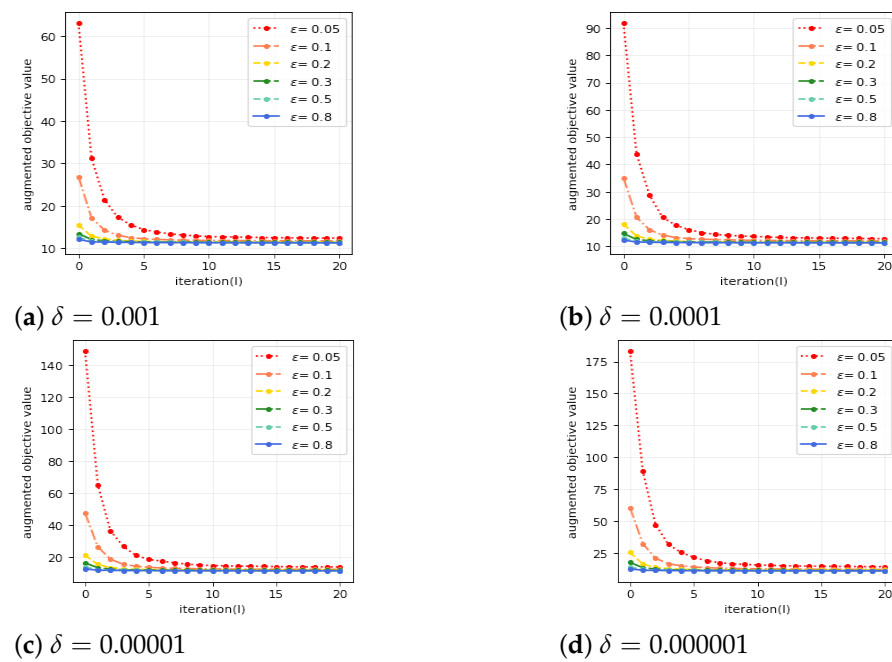 augmented objective value
60
50
40
30
20
10
0
5
10
15
20
iteration(I)
ε= 0.05
ε= 0.1
ε= 0.2
ε= 0.3
ε= 0.5
ε= 0.8
(a) δ = 0.001
augmented objective value
90
80
70
60
50
40
30
20
10
0
5
10
15
20
iteration(I)
ε= 0.05
ε= 0.1
ε= 0.2
ε= 0.3
ε= 0.5
ε= 0.8
(b) δ = 0.0001
augmented objective value
140
120
100
80
60
40
20
0
5
10
15
20
iteration(I)
ε= 0.05
ε= 0.1
ε= 0.2
ε= 0.3
ε= 0.5
ε= 0.8
(c) δ = 0.00001
augmented objective value
175
150
125
100
75
50
25
0
5
10
15
20
iteration(I)
ε= 0.05
ε= 0.1
ε= 0.2
ε= 0.3
ε= 0.5
ε= 0.8
(d) δ = 0.000001